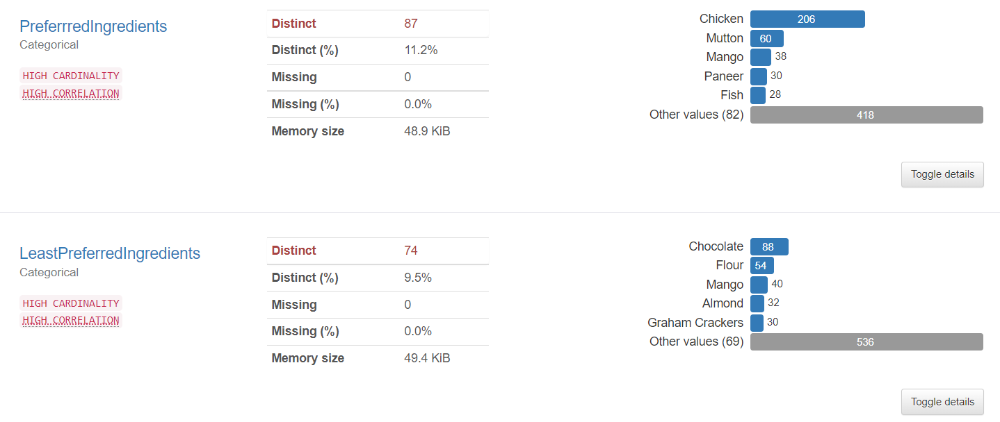 PreferrredIngredients
Categorical
HIGH CARDINALITY
HIGH CORRELATION
Distinct 87
Distinct (%) 11.2%
Missing 0
Missing (%) 0.0%
Memory size 48.9 KiB
Chicken 206
Mutton 60
Mango 38
Paneer 30
Fish 28
Other values (82) 418
Toggle details
LeastPreferredIngredients
Categorical
HIGH CARDINALITY
HIGH CORRELATION
Distinct 74
Distinct (%) 9.5%
Missing 0
Missing (%) 0.0%
Memory size 49.4 KiB
Chocolate 88
Flour 54
Mango 40
Almond 32
Graham Crackers 30
Other values (69) 536
Toggle details